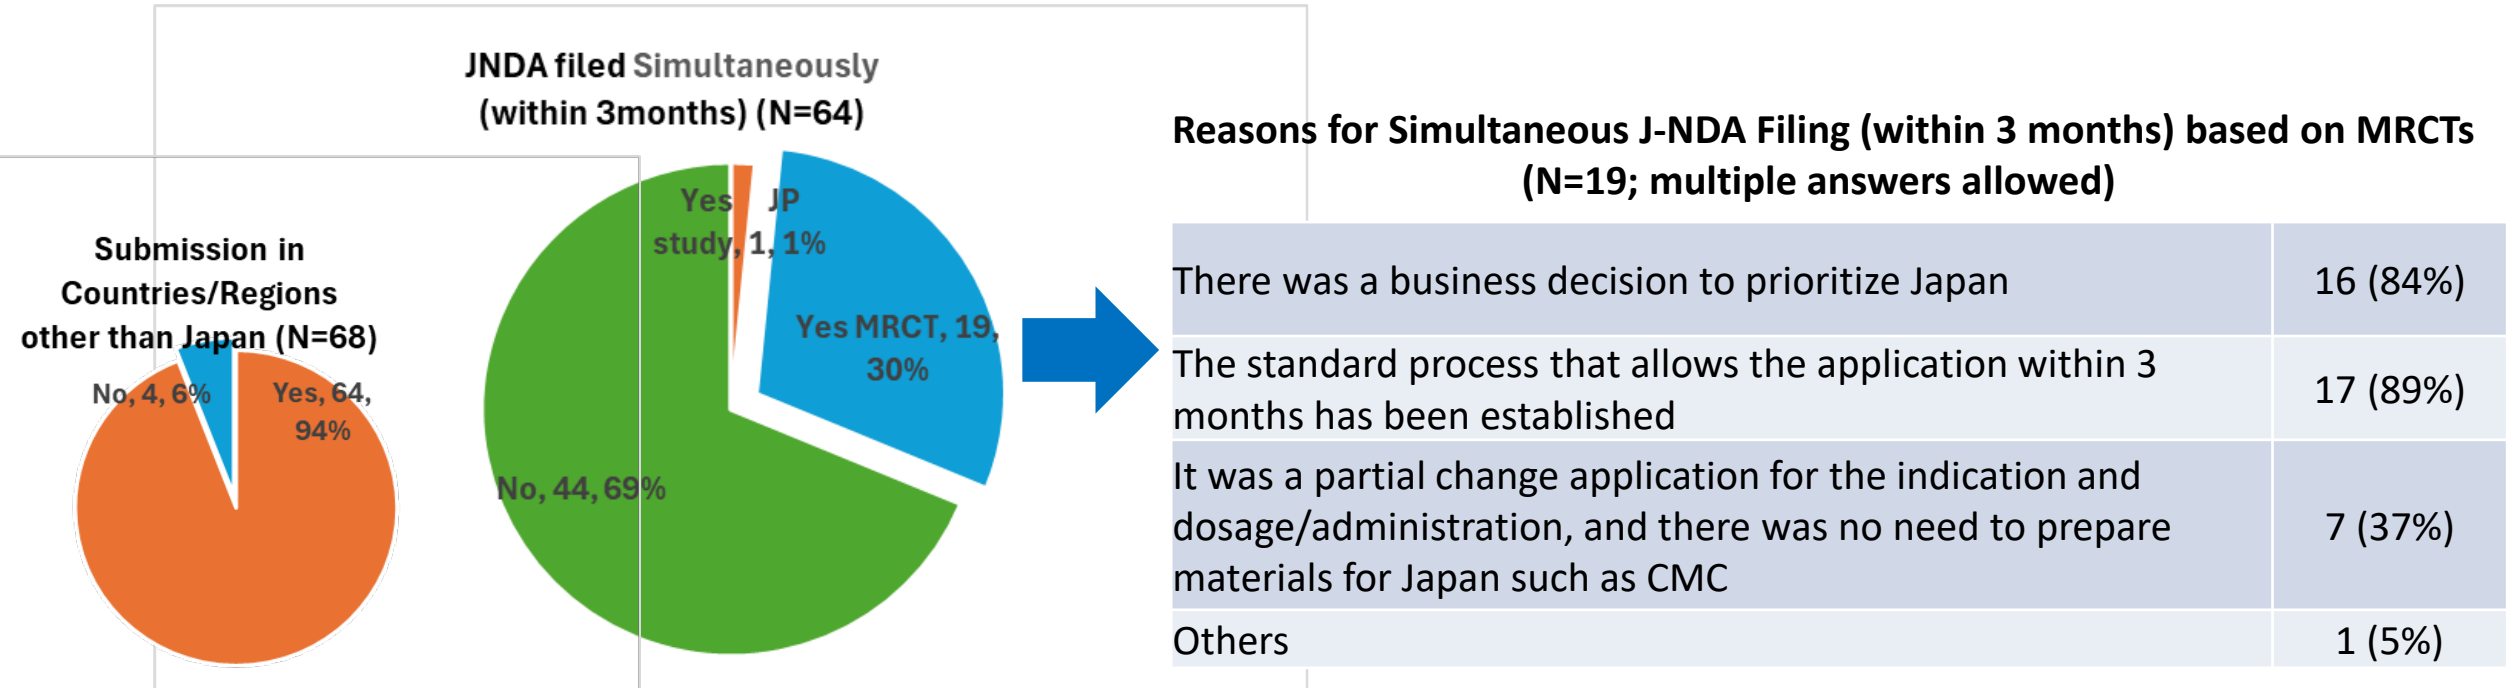 Submission in
Countries/Regions
other than Japan (N=68)
No, 4, 6%
Yes, 64,
94%
JNDA filed Simultaneously
(within 3months) (N=64)
Yes JP
study, 1, 1%
Yes MRCT, 19,
30%
No, 44, 69%
Reasons for Simultaneous J-NDA Filing (within 3 months) based on MRCTs
(N=19; multiple answers allowed)
There was a business decision to prioritize Japan
16 (84%)
The standard process that allows the application within 3
months has been established
17 (89%)
It was a partial change application for the indication and
dosage/administration, and there was no need to prepare
materials for Japan such as CMC
7 (37%)
Others
1 (5%)